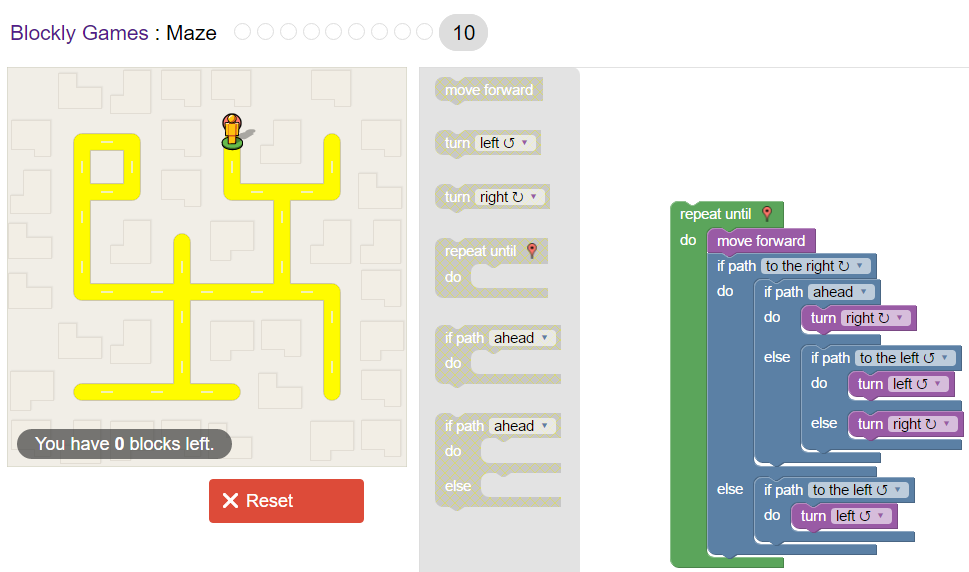 Blockly Games : Maze 10
move forward
turn left ↺ ▾
turn right ↻ ▾
repeat until
do
if path ahead ▾
do
if path ahead ▾
do
else
You have 0 blocks left.
Reset
repeat until
do move forward
if path to the right ↻ ▾
do if path ahead ▾
do turn right ↻ ▾
else if path to the left ↺ ▾
do turn left ↺ ▾
else turn right ↻ ▾
else if path to the left ↺ ▾
do turn left ↺ ▾